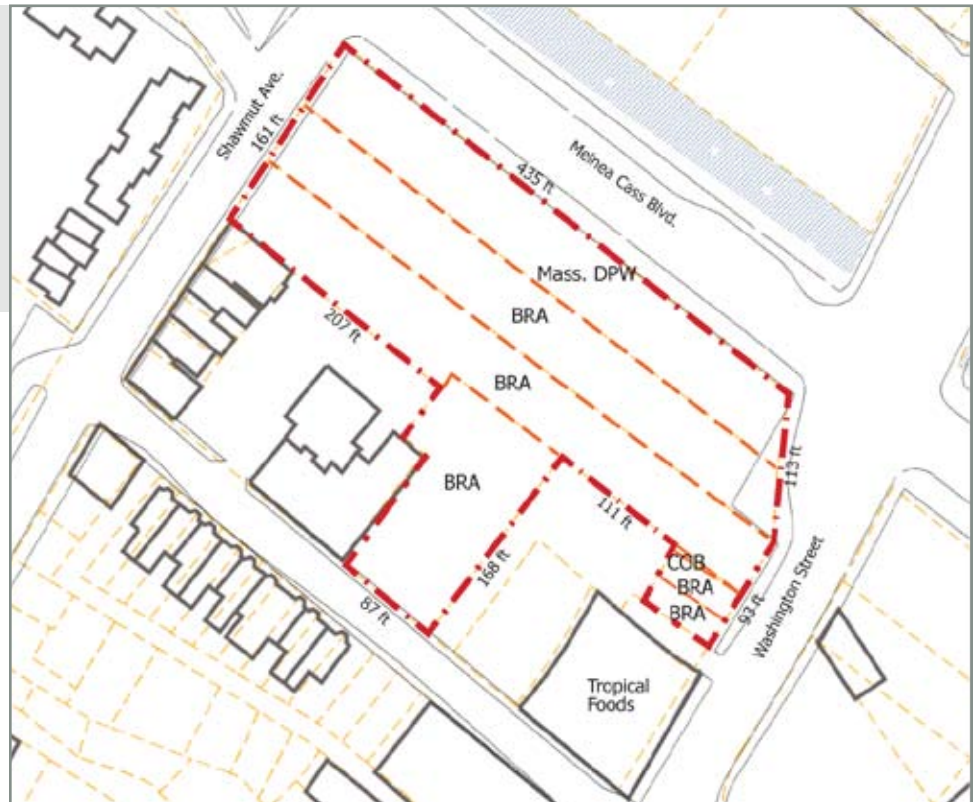 Shawmut Ave.
161 ft
435 ft
Melnea Cass Blvd.
Mass. DPW
BRA
207 ft
BRA
113 ft
BRA
111 ft
168 ft
COB
BRA
BRA
93 ft
Washington Street
87 ft
Tropical
Foods